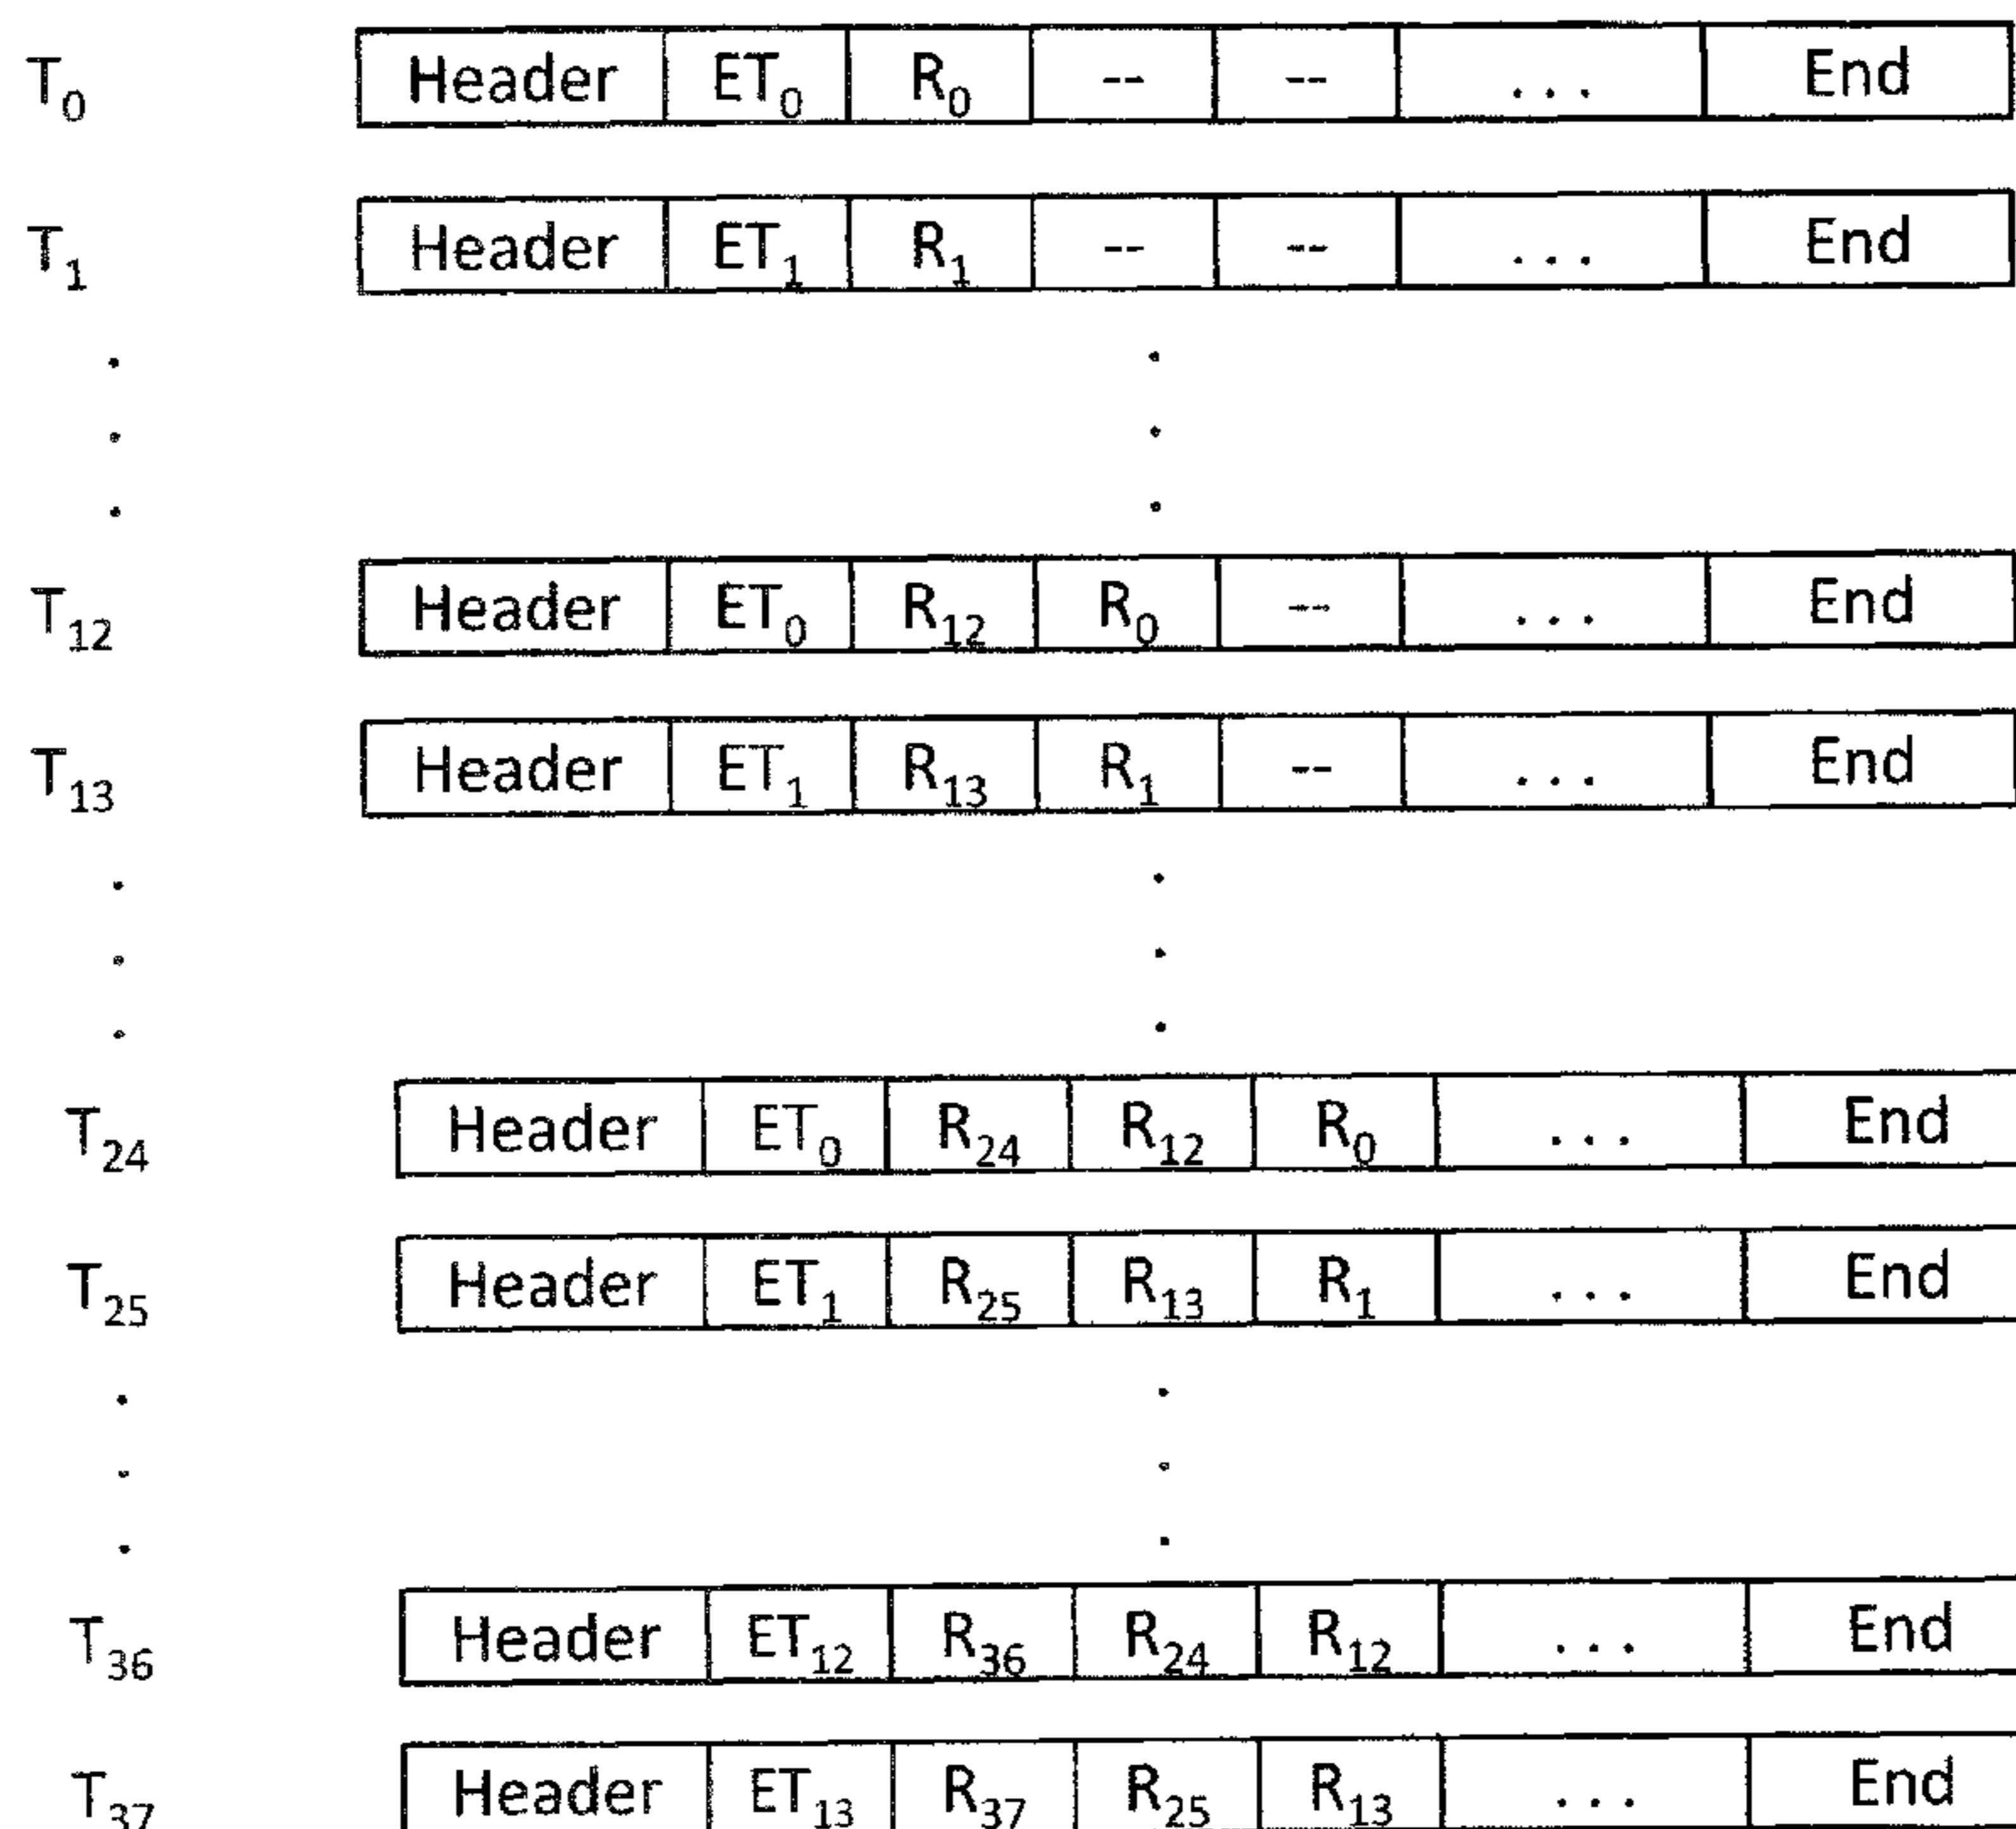 T₀ Header ET₀ R₀ -- -- ... End
T₁ Header ET₁ R₁ -- -- ... End
T₁₂ Header ET₀ R₁₂ R₀ -- ... End
T₁₃ Header ET₁ R₁₃ R₁ -- ... End
T₂₄ Header ET₀ R₂₄ R₁₂ R₀ ... End
T₂₅ Header ET₁ R₂₅ R₁₃ R₁ ... End
T₃₆ Header ET₁₂ R₃₆ R₂₄ R₁₂ ... End
T₃₇ Header ET₁₃ R₃₇ R₂₅ R₁₃ ... End